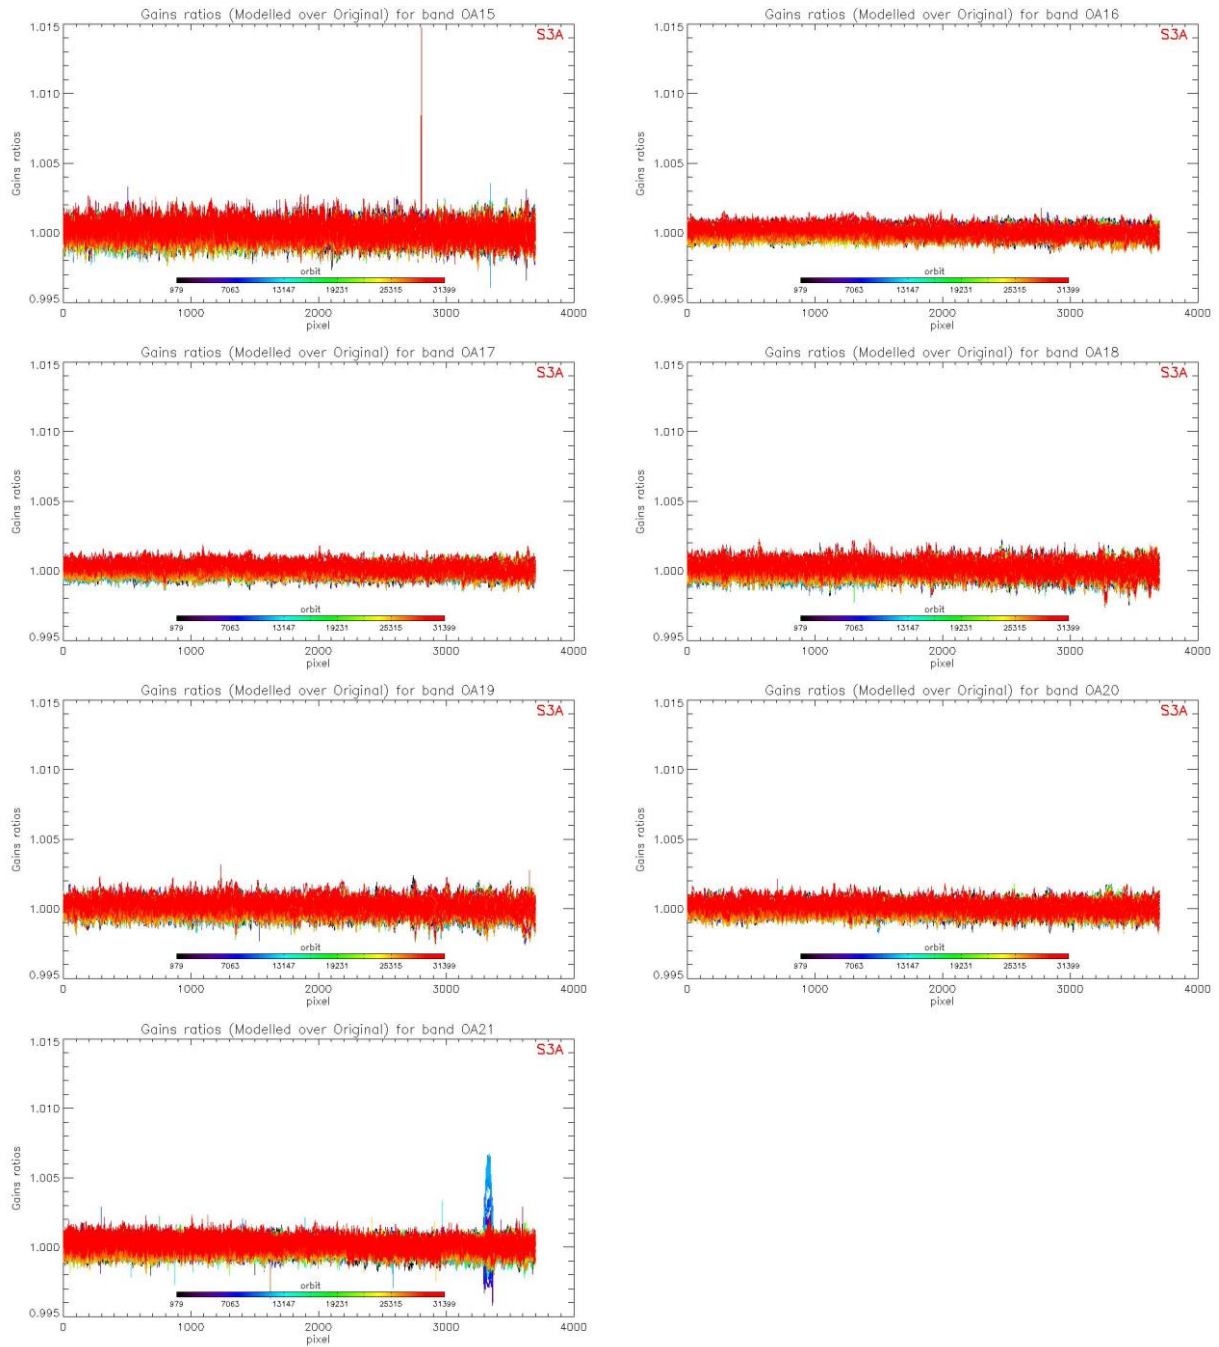 Gains ratios (Modelled over Original) for band OA15
S3A
1.015
1.010
1.005
1.000
0.995
Gains ratios
orbit
979 7063 13147 19231 25315 31399
0 1000 2000 3000 4000
pixel
Gains ratios (Modelled over Original) for band OA16
S3A
1.015
1.010
1.005
1.000
0.995
Gains ratios
orbit
979 7063 13147 19231 25315 31399
0 1000 2000 3000 4000
pixel
Gains ratios (Modelled over Original) for band OA17
S3A
1.015
1.010
1.005
1.000
0.995
Gains ratios
orbit
979 7063 13147 19231 25315 31399
0 1000 2000 3000 4000
pixel
Gains ratios (Modelled over Original) for band OA18
S3A
1.015
1.010
1.005
1.000
0.995
Gains ratios
orbit
979 7063 13147 19231 25315 31399
0 1000 2000 3000 4000
pixel
Gains ratios (Modelled over Original) for band OA19
S3A
1.015
1.010
1.005
1.000
0.995
Gains ratios
orbit
979 7063 13147 19231 25315 31399
0 1000 2000 3000 4000
pixel
Gains ratios (Modelled over Original) for band OA20
S3A
1.015
1.010
1.005
1.000
0.995
Gains ratios
orbit
979 7063 13147 19231 25315 31399
0 1000 2000 3000 4000
pixel
Gains ratios (Modelled over Original) for band OA21
S3A
1.015
1.010
1.005
1.000
0.995
Gains ratios
orbit
979 7063 13147 19231 25315 31399
0 1000 2000 3000 4000
pixel